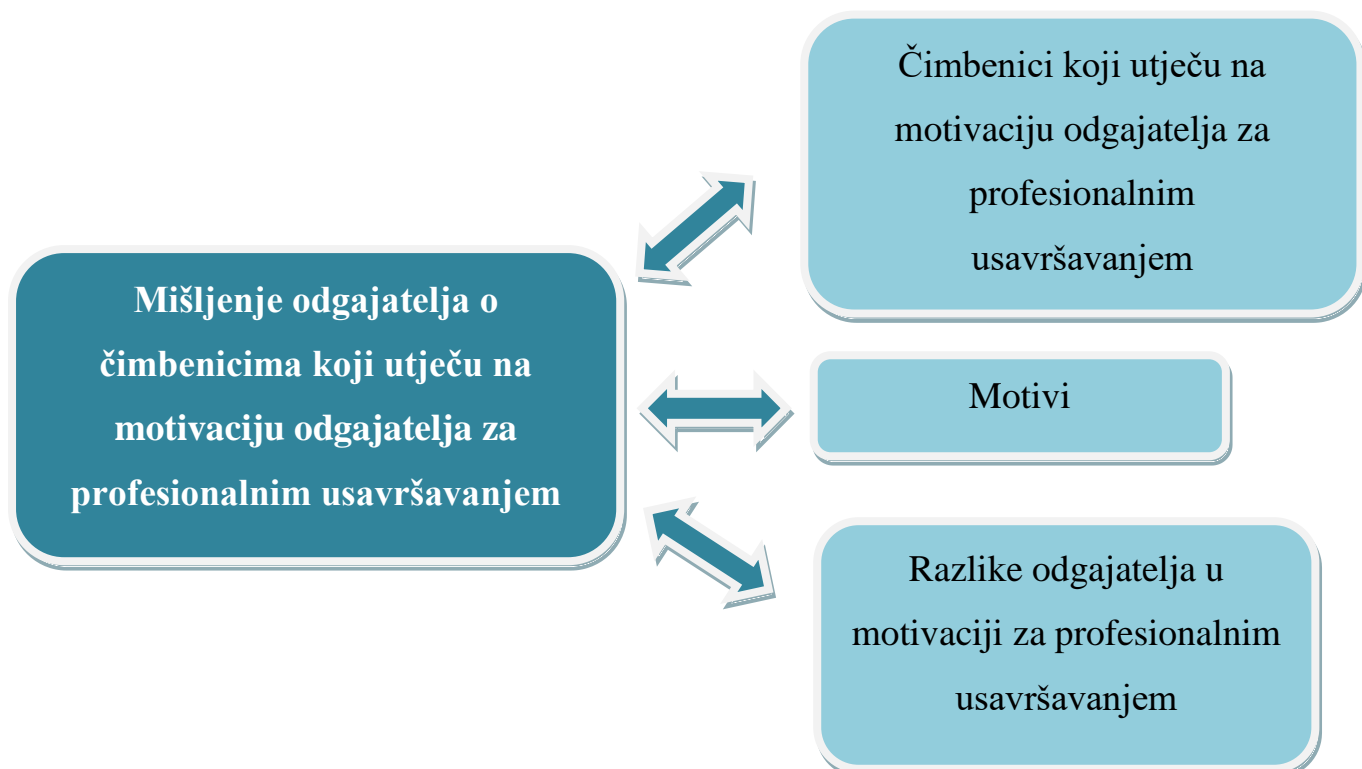 Mišljenje odgajatelja o
čimbenicima koji utječu na
motivaciju odgajatelja za
profesionalnim usavršavanjem
Čimbenici koji utječu na
motivaciju odgajatelja za
profesionalnim
usavršavanjem
Motivi
Razlike odgajatelja u
motivaciji za profesionalnim
usavršavanjem